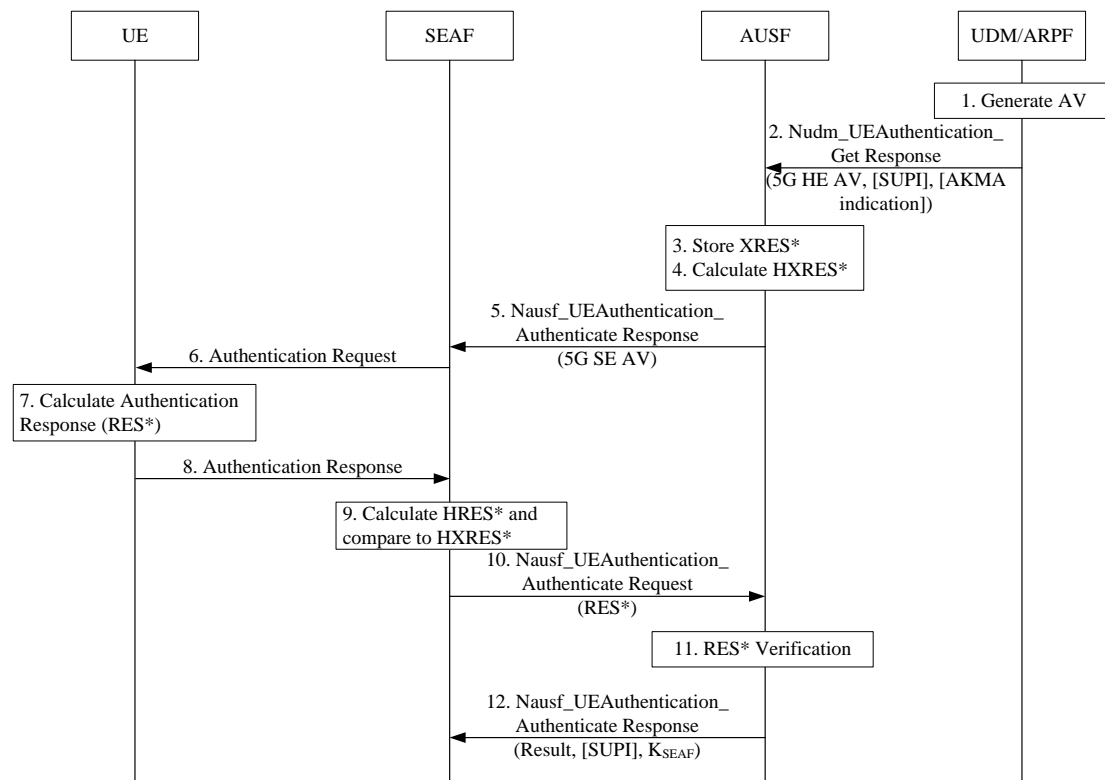 UE
SEAF
AUSF
UDM/ARPF
1. Generate AV
2. Nudm_UEAuthentication_
Get Response
(5G HE AV, [SUPI], [AKMA
indication])
3. Store XRES*
4. Calculate HXRES*
5. Nausf_UEAuthentication_
Authenticate Response
(5G SE AV)
6. Authentication Request
7. Calculate Authentication
Response (RES*)
8. Authentication Response
9. Calculate HRES* and
compare to HXRES*
10. Nausf_UEAuthentication_
Authenticate Request
(RES*)
11. RES* Verification
12. Nausf_UEAuthentication_
Authenticate Response
(Result, [SUPI], KSEAF)